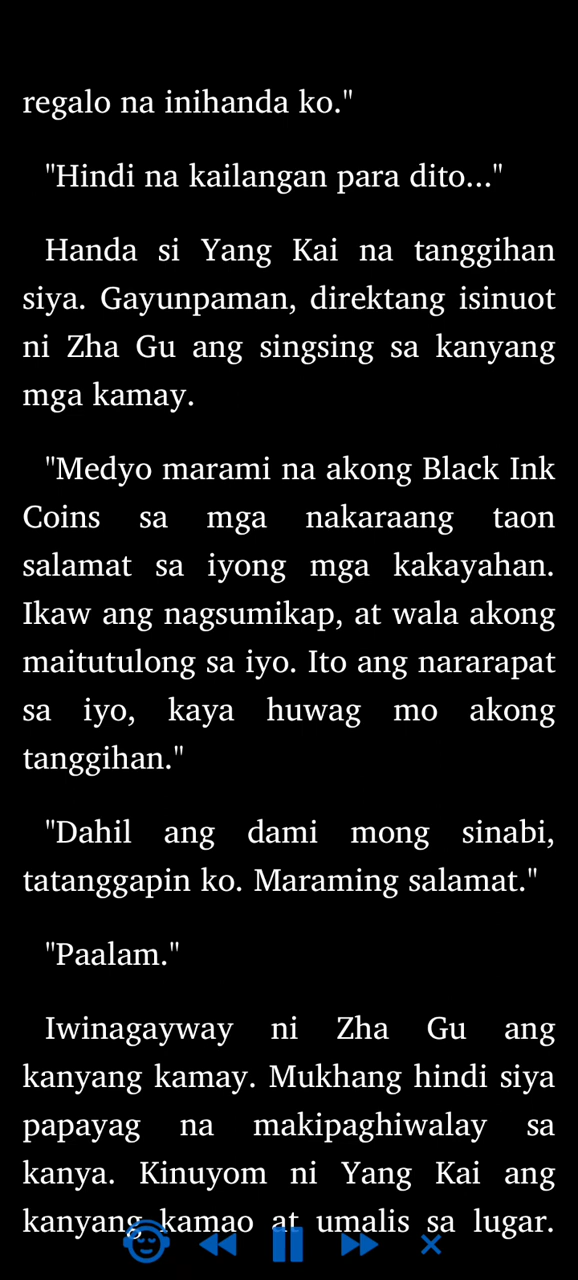 regalo na inihanda ko."
"Hindi na kailangan para dito..."
Handa si Yang Kai na tanggihan
siya. Gayunpaman, direktang isinuot
ni Zha Gu ang singsing sa kanyang
mga kamay.
"Medyo marami na akong Black Ink
Coins sa mga nakaraang taon
salamat sa iyong mga kakayahan.
Ikaw ang nagsumikap, at wala akong
maitutulong sa iyo. Ito ang nararapat
sa iyo, kaya huwag mo akong
tanggihan."
"Dahil ang dami mong sinabi,
tatanggapin ko. Maraming salamat."
"Paalam."
Iwinagayway ni Zha Gu ang
kanyang kamay. Mukhang hindi siya
papayag na makipaghiwalay sa
kanya. Kinuyom ni Yang Kai ang
kanyang kamao at umalis sa lugar.